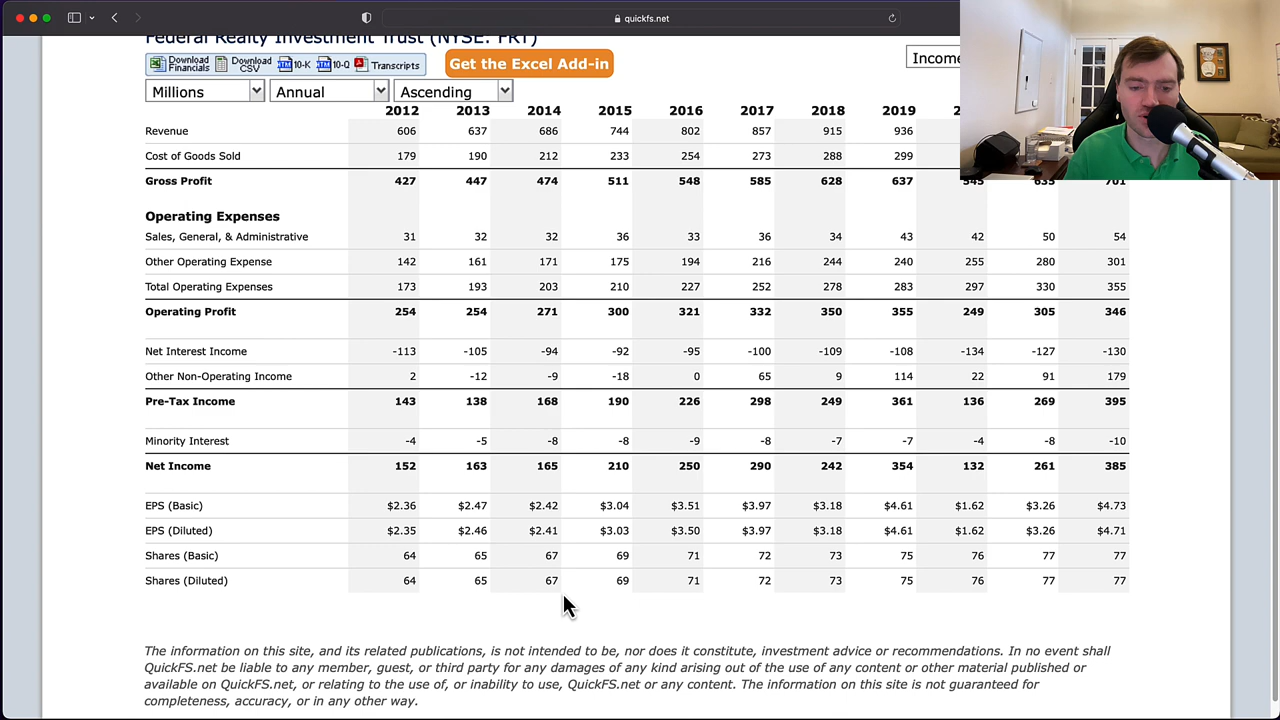 quickfs.net
Federal Realty Investment Trust (NYSE: FRT)
Download Financials Download CSV 10-K 10-Q Transcripts Get the Excel Add-in
Millions Annual Ascending
2012 2013 2014 2015 2016 2017 2018 2019
Revenue 606 637 686 744 802 857 915 936
Cost of Goods Sold 179 190 212 233 254 273 288 299
Gross Profit 427 447 474 511 548 585 628 637 545 635 701
Operating Expenses
Sales, General, & Administrative 31 32 32 36 33 36 34 43 42 50 54
Other Operating Expense 142 161 171 175 194 216 244 240 255 280 301
Total Operating Expenses 173 193 203 210 227 252 278 283 297 330 355
Operating Profit 254 254 271 300 321 332 350 355 249 305 346
Net Interest Income -113 -105 -94 -92 -95 -100 -109 -108 -134 -127 -130
Other Non-Operating Income 2 -12 -9 -18 0 65 9 114 22 91 179
Pre-Tax Income 143 138 168 190 226 298 249 361 136 269 395
Minority Interest -4 -5 -8 -8 -9 -8 -7 -7 -4 -8 -10
Net Income 152 163 165 210 250 290 242 354 132 261 385
EPS (Basic) $2.36 $2.47 $2.42 $3.04 $3.51 $3.97 $3.18 $4.61 $1.62 $3.26 $4.73
EPS (Diluted) $2.35 $2.46 $2.41 $3.03 $3.50 $3.97 $3.18 $4.61 $1.62 $3.26 $4.71
Shares (Basic) 64 65 67 69 71 72 73 75 76 77 77
Shares (Diluted) 64 65 67 69 71 72 73 75 76 77 77
The information on this site, and its related publications, is not intended to be, nor does it constitute, investment advice or recommendations. In no event shall
QuickFS.net be liable to any member, guest, or third party for any damages of any kind arising out of the use of any content or other material published or
available on QuickFS.net, or relating to the use of, or inability to use, QuickFS.net or any content. The information on this site is not guaranteed for
completeness, accuracy, or in any other way.